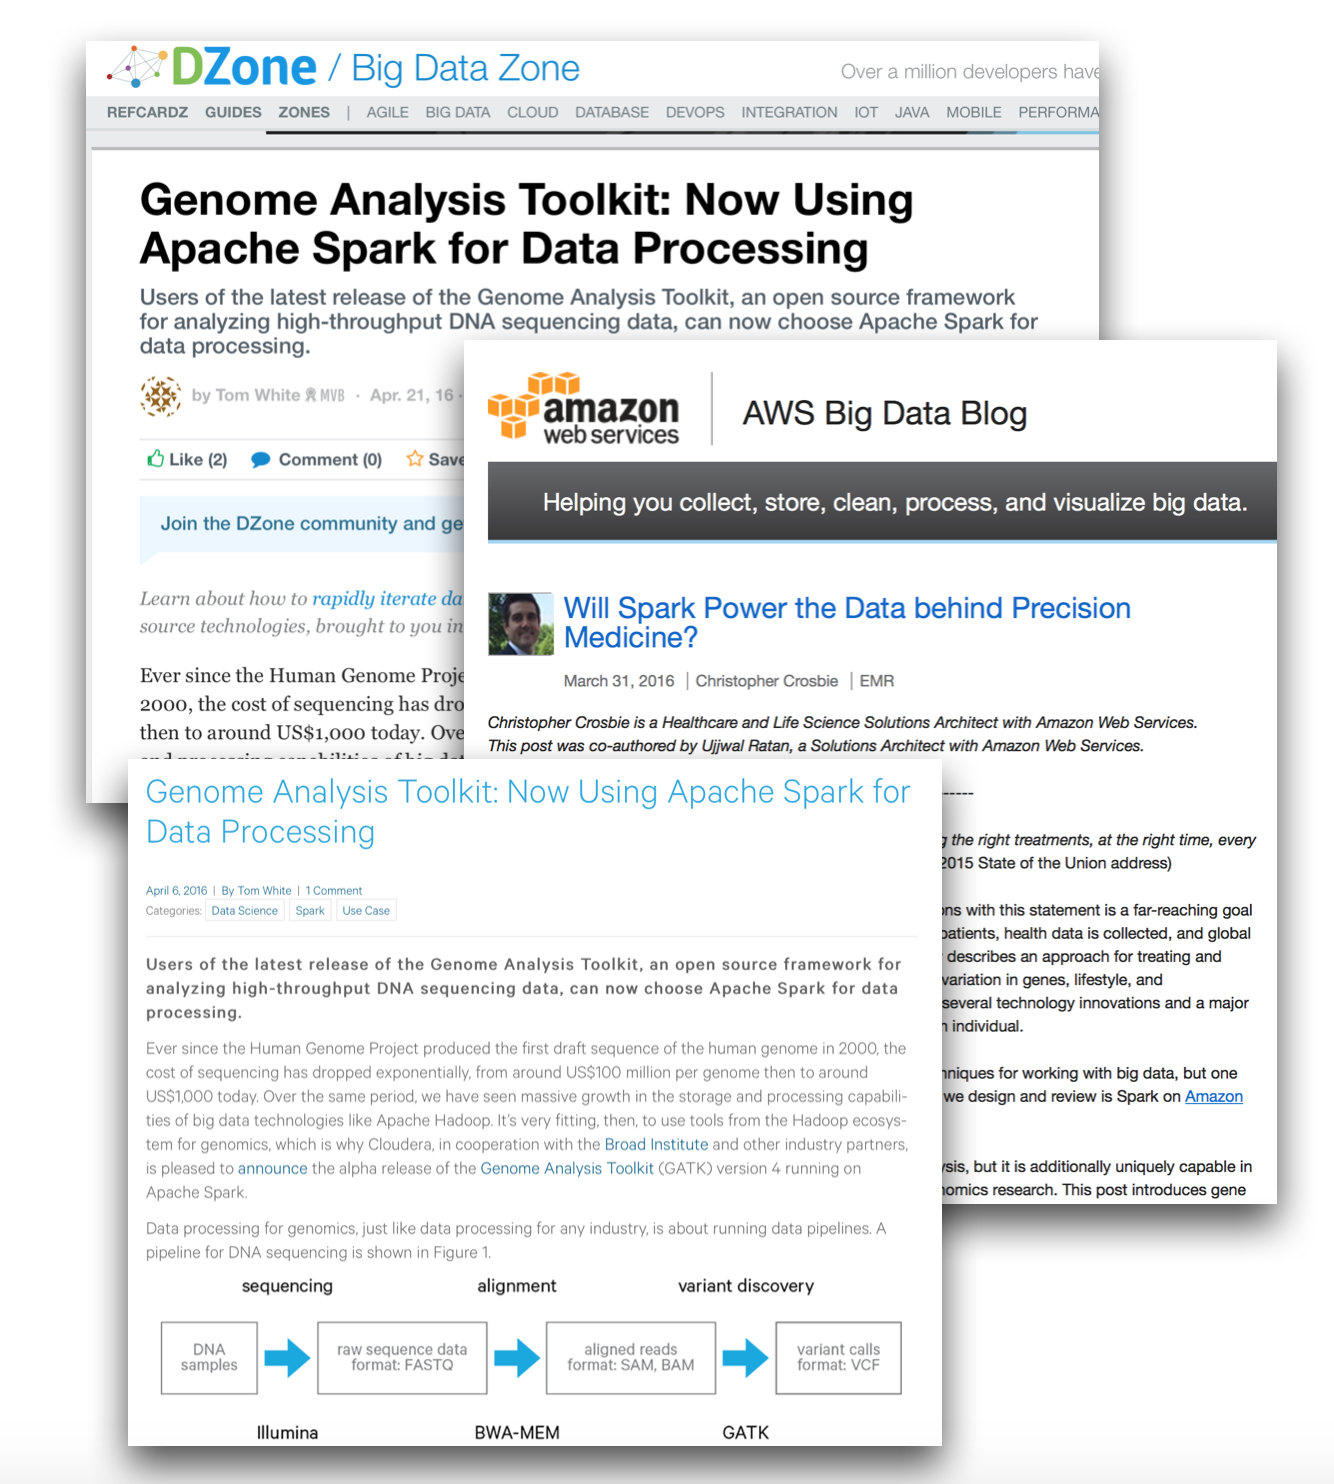 DZone / Big Data Zone
Over a million developers have
REFCARDZ GUIDES ZONES | AGILE BIG DATA CLOUD DATABASE DEVOPS INTEGRATION IOT JAVA MOBILE PERFORMA
Genome Analysis Toolkit: Now Using
Apache Spark for Data Processing
Users of the latest release of the Genome Analysis Toolkit, an open source framework
for analyzing high-throughput DNA sequencing data, can now choose Apache Spark for
data processing.
by Tom White MVB · Apr. 21, 16 ·
Like (2) Comment (0) Save
Join the DZone community and ge
Learn about how to rapidly iterate da
source technologies, brought to you in
Ever since the Human Genome Proje
2000, the cost of sequencing has dro
then to around US$1,000 today. Ove
amazon
web services
AWS Big Data Blog
Helping you collect, store, clean, process, and visualize big data.
Will Spark Power the Data behind Precision
Medicine?
March 31, 2016 | Christopher Crosbie | EMR
Christopher Crosbie is a Healthcare and Life Science Solutions Architect with Amazon Web Services.
This post was co-authored by Ujjwal Ratan, a Solutions Architect with Amazon Web Services.
-----
g the right treatments, at the right time, every
2015 State of the Union address)
ons with this statement is a far-reaching goal
patients, health data is collected, and global
describes an approach for treating and
variation in genes, lifestyle, and
several technology innovations and a major
n individual.
hniques for working with big data, but one
we design and review is Spark on Amazon
ysis, but it is additionally uniquely capable in
nomics research. This post introduces gene
Genome Analysis Toolkit: Now Using Apache Spark for
Data Processing
April 6, 2016 | By Tom White | 1 Comment
Categories: Data Science Spark Use Case
Users of the latest release of the Genome Analysis Toolkit, an open source framework for
analyzing high-throughput DNA sequencing data, can now choose Apache Spark for data
processing.
Ever since the Human Genome Project produced the first draft sequence of the human genome in 2000, the
cost of sequencing has dropped exponentially, from around US$100 million per genome then to around
US$1,000 today. Over the same period, we have seen massive growth in the storage and processing capabili-
ties of big data technologies like Apache Hadoop. It's very fitting, then, to use tools from the Hadoop ecosys-
tem for genomics, which is why Cloudera, in cooperation with the Broad Institute and other industry partners,
is pleased to announce the alpha release of the Genome Analysis Toolkit (GATK) version 4 running on
Apache Spark.
Data processing for genomics, just like data processing for any industry, is about running data pipelines. A
pipeline for DNA sequencing is shown in Figure 1.
sequencing alignment variant discovery
DNA
samples
raw sequence data
format: FASTQ
aligned reads
format: SAM, BAM
variant calls
format: VCF
Illumina BWA-MEM GATK